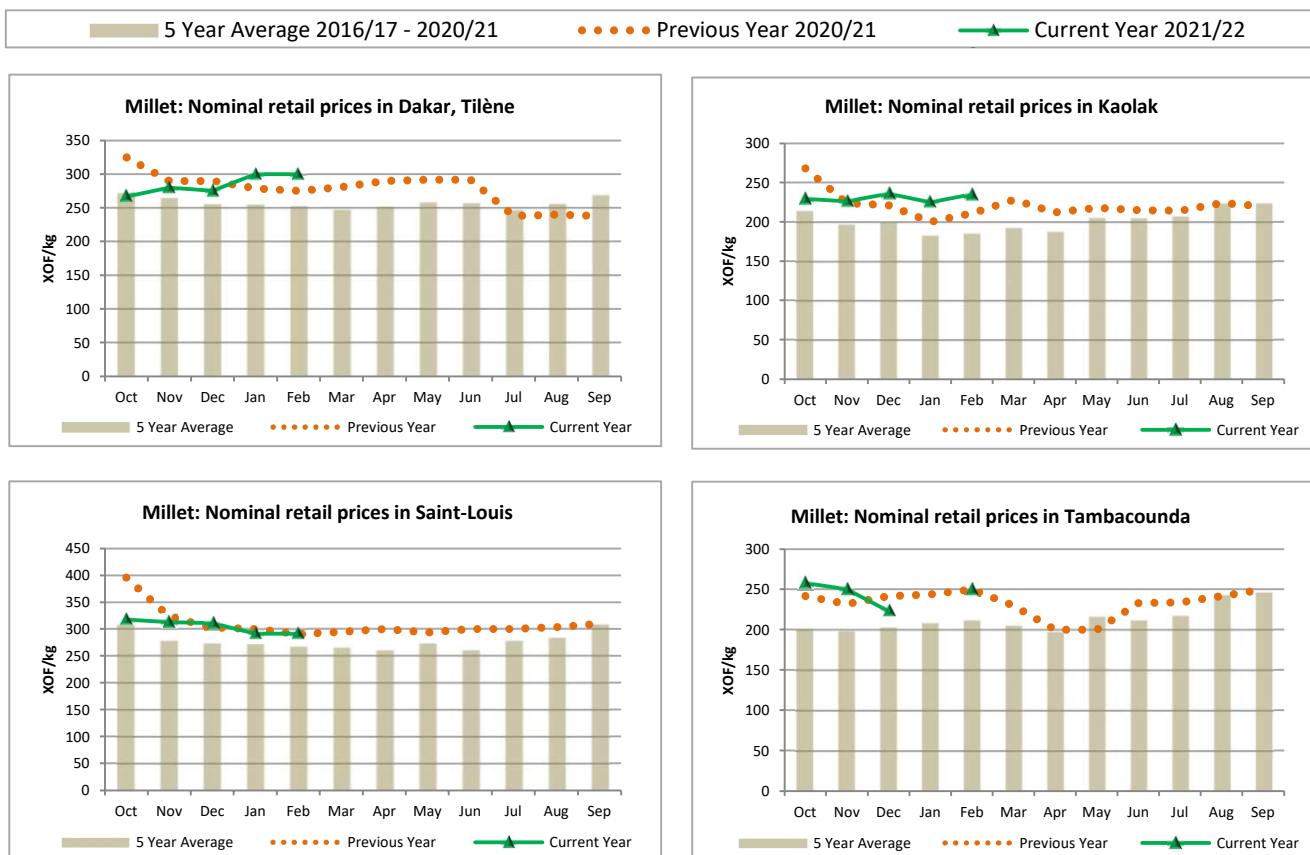 5 Year Average 2016/17 - 2020/21 Previous Year 2020/21 Current Year 2021/22
Millet: Nominal retail prices in Dakar, Tilène
XOF/kg
350
300
250
200
150
100
50
0
Oct Nov Dec Jan Feb Mar Apr May Jun Jul Aug Sep
5 Year Average Previous Year Current Year
Millet: Nominal retail prices in Kaolak
XOF/kg
300
250
200
150
100
50
0
Oct Nov Dec Jan Feb Mar Apr May Jun Jul Aug Sep
5 Year Average Previous Year Current Year
Millet: Nominal retail prices in Saint-Louis
XOF/kg
450
400
350
300
250
200
150
100
50
0
Oct Nov Dec Jan Feb Mar Apr May Jun Jul Aug Sep
5 Year Average Previous Year Current Year
Millet: Nominal retail prices in Tambacounda
XOF/kg
300
250
200
150
100
50
0
Oct Nov Dec Jan Feb Mar Apr May Jun Jul Aug Sep
5 Year Average Previous Year Current Year